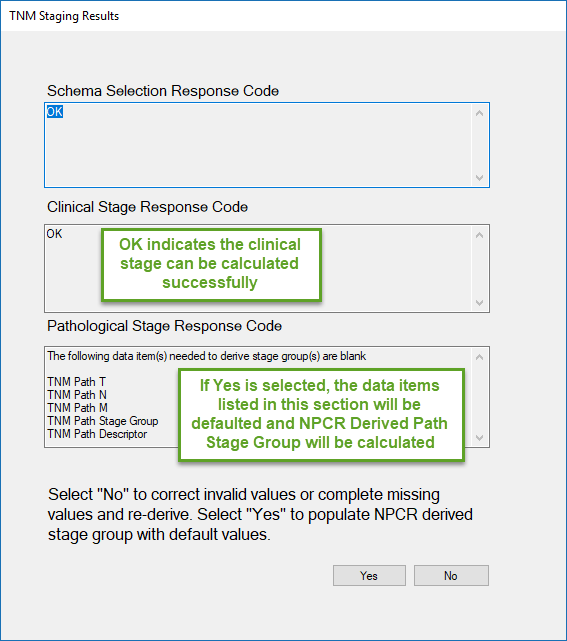 TNM Staging Results
Schema Selection Response Code
OK
Clinical Stage Response Code
OK
OK indicates the clinical
stage can be calculated
successfully
Pathological Stage Response Code
The following data item(s) needed to derive stage group(s) are blank
TNM Path T
TNM Path N
TNM Path M
TNM Path Stage Group
TNM Path Descriptor
If Yes is selected, the data items
listed in this section will be
defaulted and NPCR Derived Path
Stage Group will be calculated
Select "No" to correct invalid values or complete missing
values and re-derive. Select "Yes" to populate NPCR derived
stage group with default values.
Yes
No